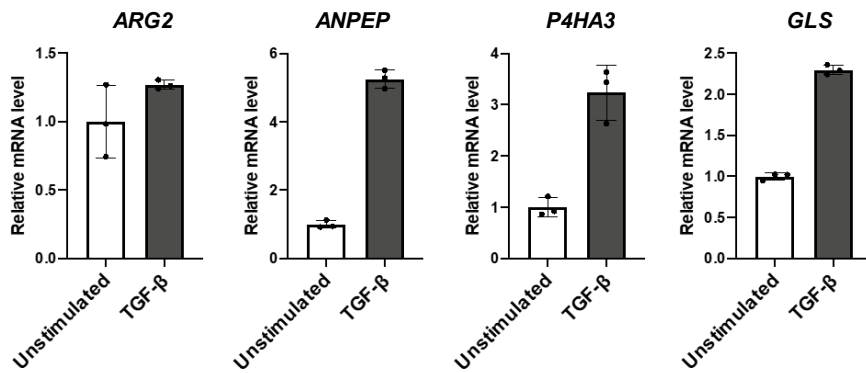 ARG2
Relative mRNA level
1.5
1.0
0.5
0.0
Unstimulated
TGF-β
ANPEP
Relative mRNA level
6
4
2
0
Unstimulated
TGF-β
P4HA3
Relative mRNA level
4
3
2
1
0
Unstimulated
TGF-β
GLS
Relative mRNA level
2.5
2.0
1.5
1.0
0.5
0.0
Unstimulated
TGF-β